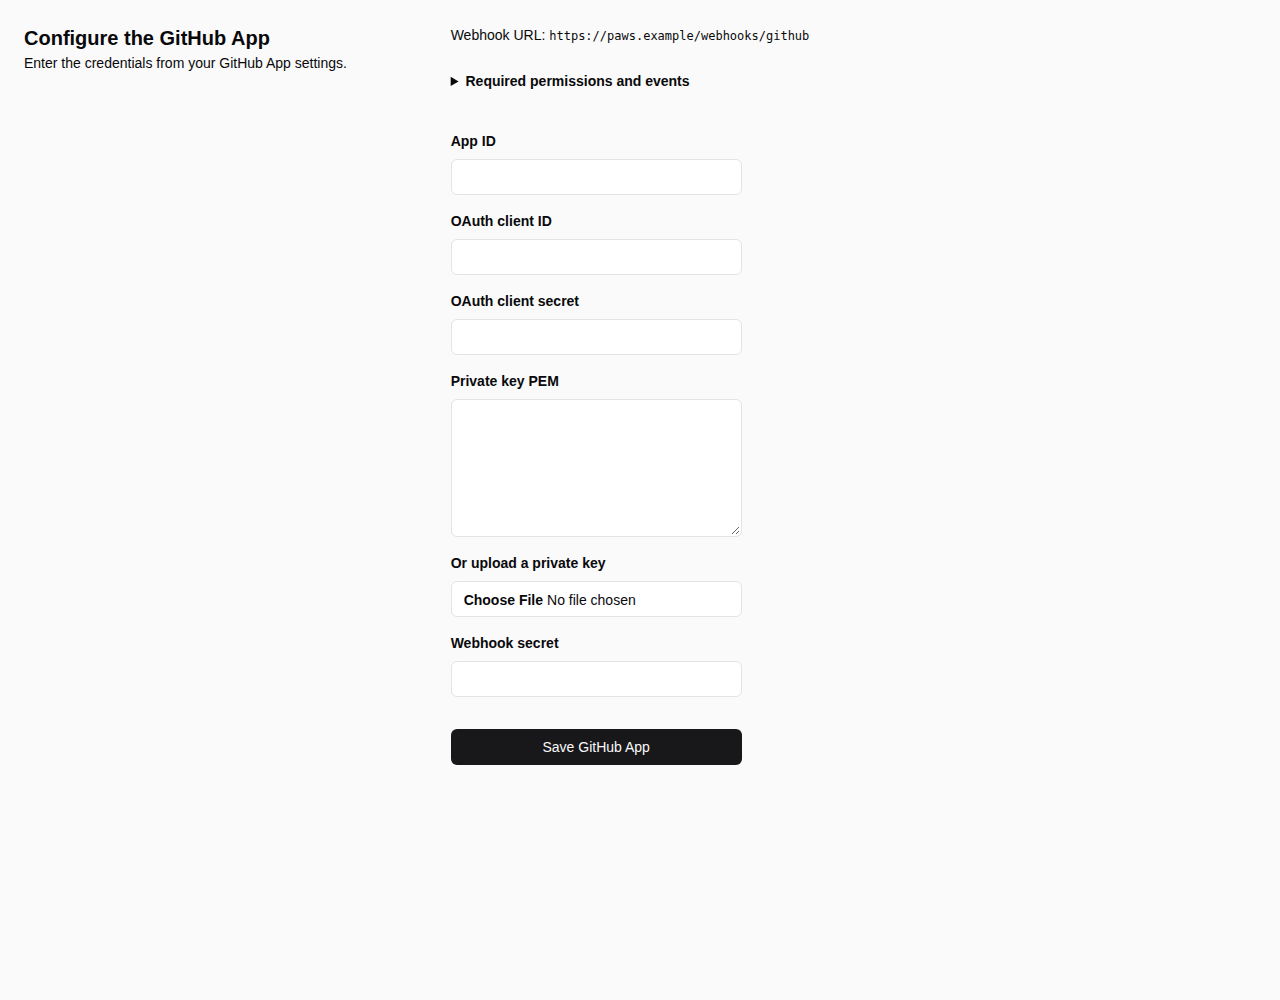 Configure the GitHub App
Enter the credentials from your GitHub App settings.
Webhook URL: https://paws.example/webhooks/github
Required permissions and events
App ID
OAuth client ID
OAuth client secret
Private key PEM
Or upload a private key
Choose File No file chosen
Webhook secret
Save GitHub App